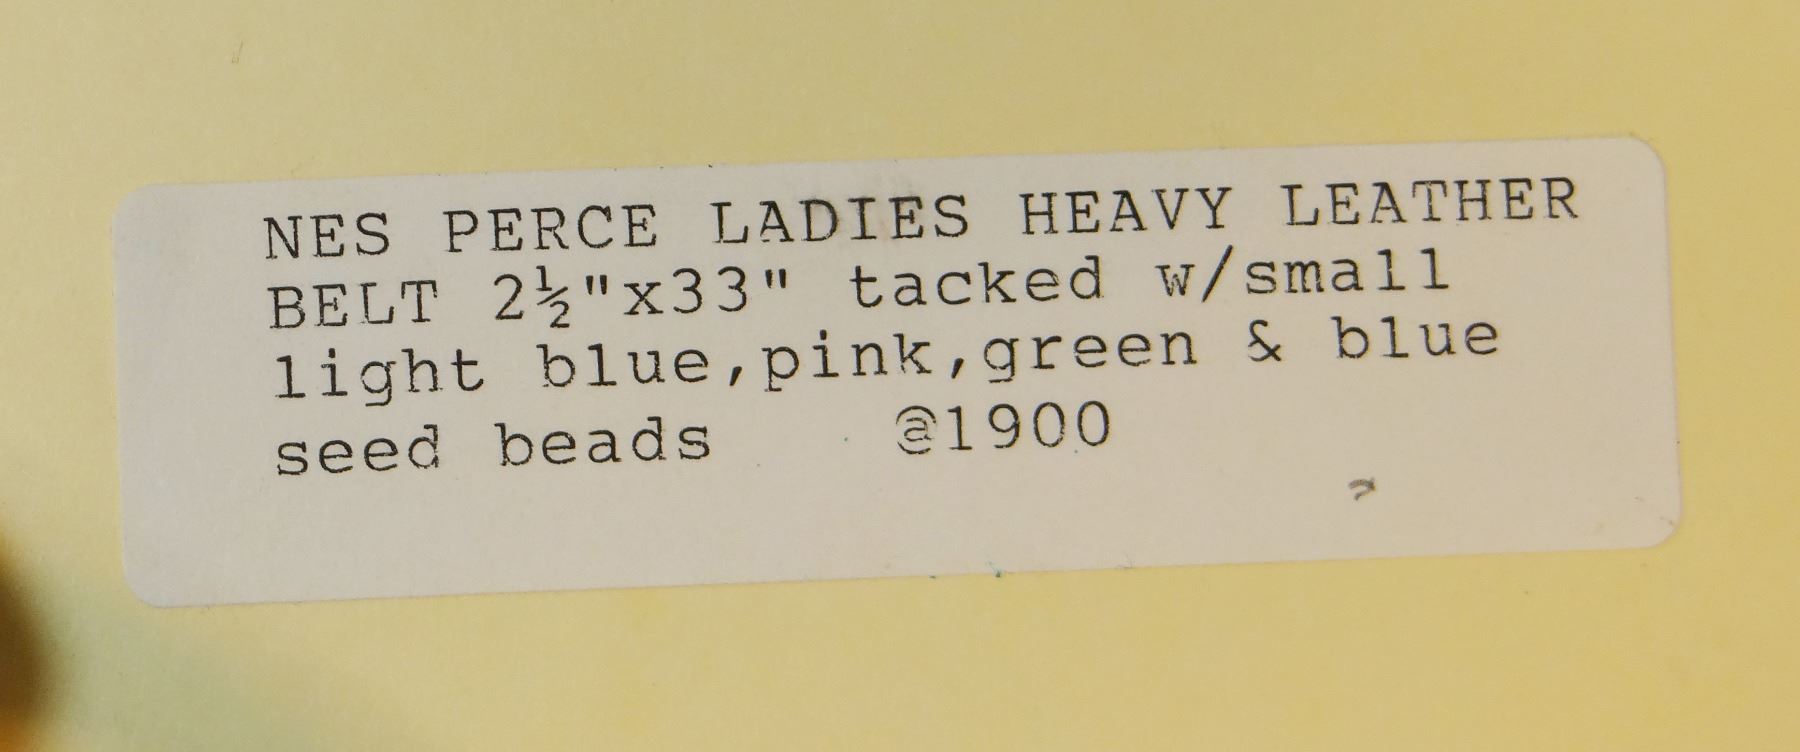 NES PERCE LADIES HEAVY LEATHER
BELT 2½"x33" tacked w/small
light blue,pink,green & blue
seed beads    @1900